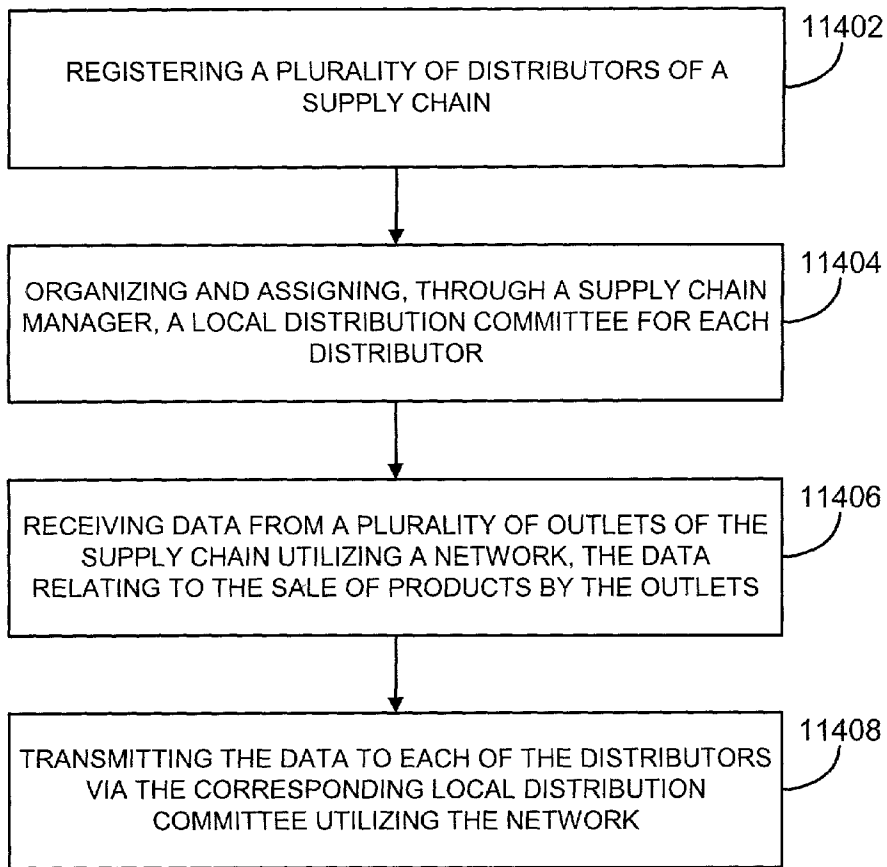 11402
REGISTERING A PLURALITY OF DISTRIBUTORS OF A
SUPPLY CHAIN
11404
ORGANIZING AND ASSIGNING, THROUGH A SUPPLY CHAIN
MANAGER, A LOCAL DISTRIBUTION COMMITTEE FOR EACH
DISTRIBUTOR
11406
RECEIVING DATA FROM A PLURALITY OF OUTLETS OF THE
SUPPLY CHAIN UTILIZING A NETWORK, THE DATA
RELATING TO THE SALE OF PRODUCTS BY THE OUTLETS
11408
TRANSMITTING THE DATA TO EACH OF THE DISTRIBUTORS
VIA THE CORRESPONDING LOCAL DISTRIBUTION
COMMITTEE UTILIZING THE NETWORK